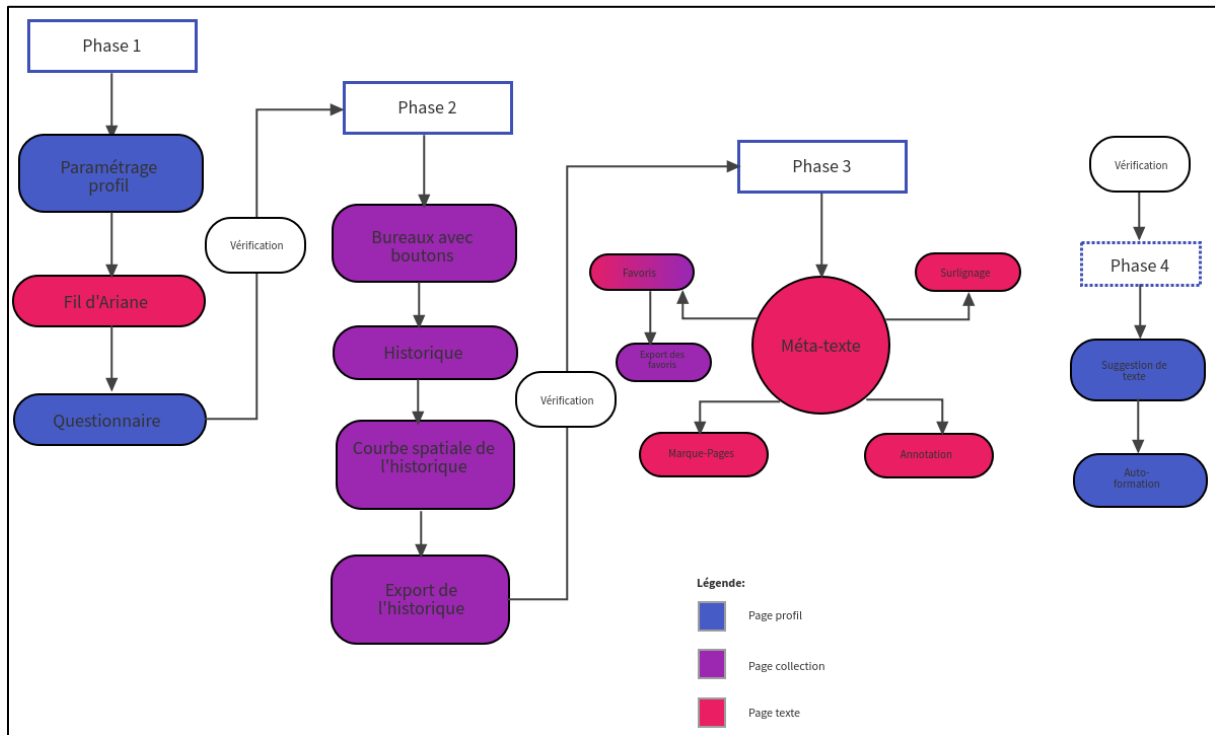 Phase 1
Paramétrage
profil
Fil d'Ariane
Questionnaire
Vérification
Phase 2
Bureaux avec
boutons
Historique
Courbe spatiale de
l'historique
Export de
l'historique
Vérification
Phase 3
Favoris
Export des
favoris
Surlignage
Méta-texte
Marque-Pages
Annotation
Vérification
Phase 4
Suggestion de
texte
Auto-
formation
Légende:
Page profil
Page collection
Page texte